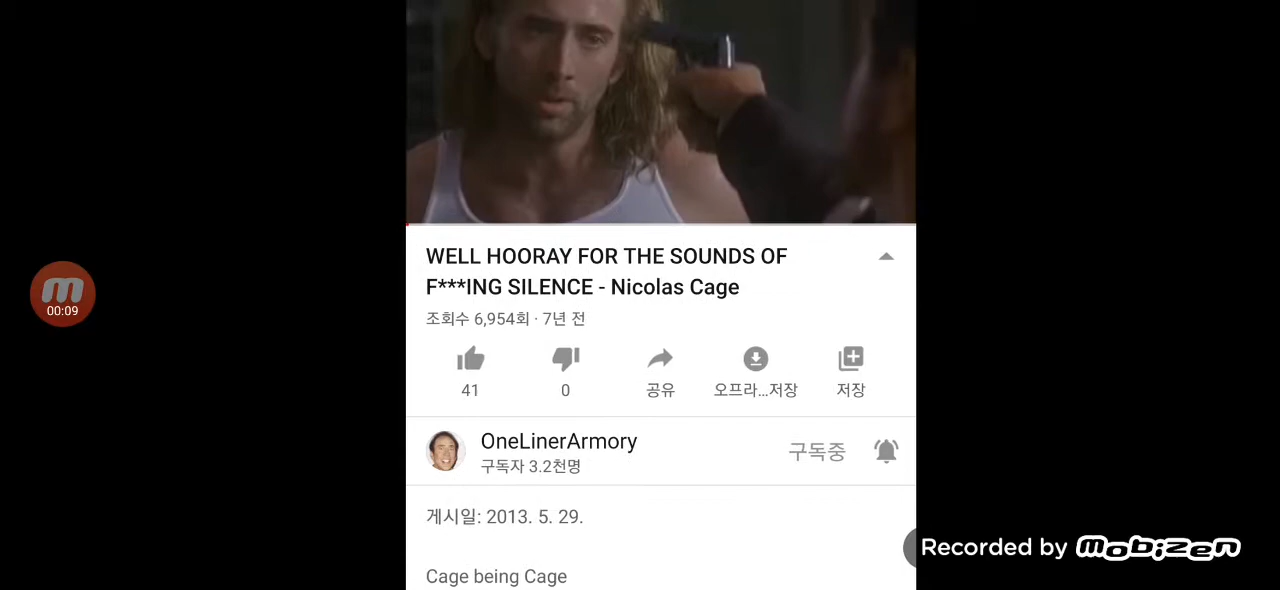 WELL HOORAY FOR THE SOUNDS OF
F***ING SILENCE - Nicolas Cage
조회수 6,954회 · 7년 전
41
0
공유
오프라...저장
저장
OneLinerArmory
구독자 3.2천명
구독중
게시일: 2013. 5. 29.
Cage being Cage
00:09
Recorded by mobizen